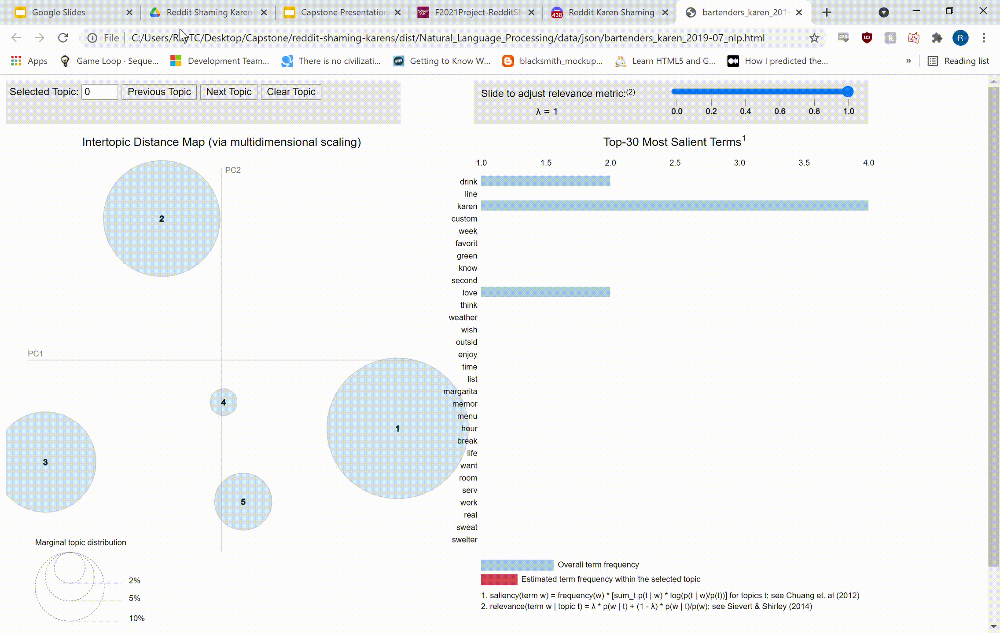 Google Slides
Reddit Shaming Karen
Capstone Presentation
F2021Project-RedditSh
Reddit Karen Shaming
bartenders_karen_2019
File
C:/Users/RayTC/Desktop/Capstone/reddit-shaming-karens/dist/Natural_Language_Processing/data/json/bartenders_karen_2019-07_nlp.html
R
Apps
Game Loop · Seque...
Development Team...
There is no civilizati...
Getting to Know W...
blacksmith_mockup...
Learn HTML5 and G...
How I predicted the...
»
Reading list
Selected Topic: 0 Previous Topic Next Topic Clear Topic
Slide to adjust relevance metric:(2)
λ = 1
0.0 0.2 0.4 0.6 0.8 1.0
Intertopic Distance Map (via multidimensional scaling)
PC2
2
PC1
4
1
3
5
Marginal topic distribution
2%
5%
10%
Top-30 Most Salient Terms1
1.0 1.5 2.0 2.5 3.0 3.5 4.0
drink
line
karen
custom
week
favorit
green
know
second
love
think
weather
wish
outsid
enjoy
time
list
margarita
memor
menu
hour
break
life
want
room
serv
work
real
sweat
swelter
Overall term frequency
Estimated term frequency within the selected topic
1. saliency(term w) = frequency(w) * [sum_t p(t | w) * log(p(t | w)/p(t))] for topics t; see Chuang et. al (2012)
2. relevance(term w | topic t) = λ * p(w | t) + (1 - λ) * p(w | t)/p(w); see Sievert & Shirley (2014)